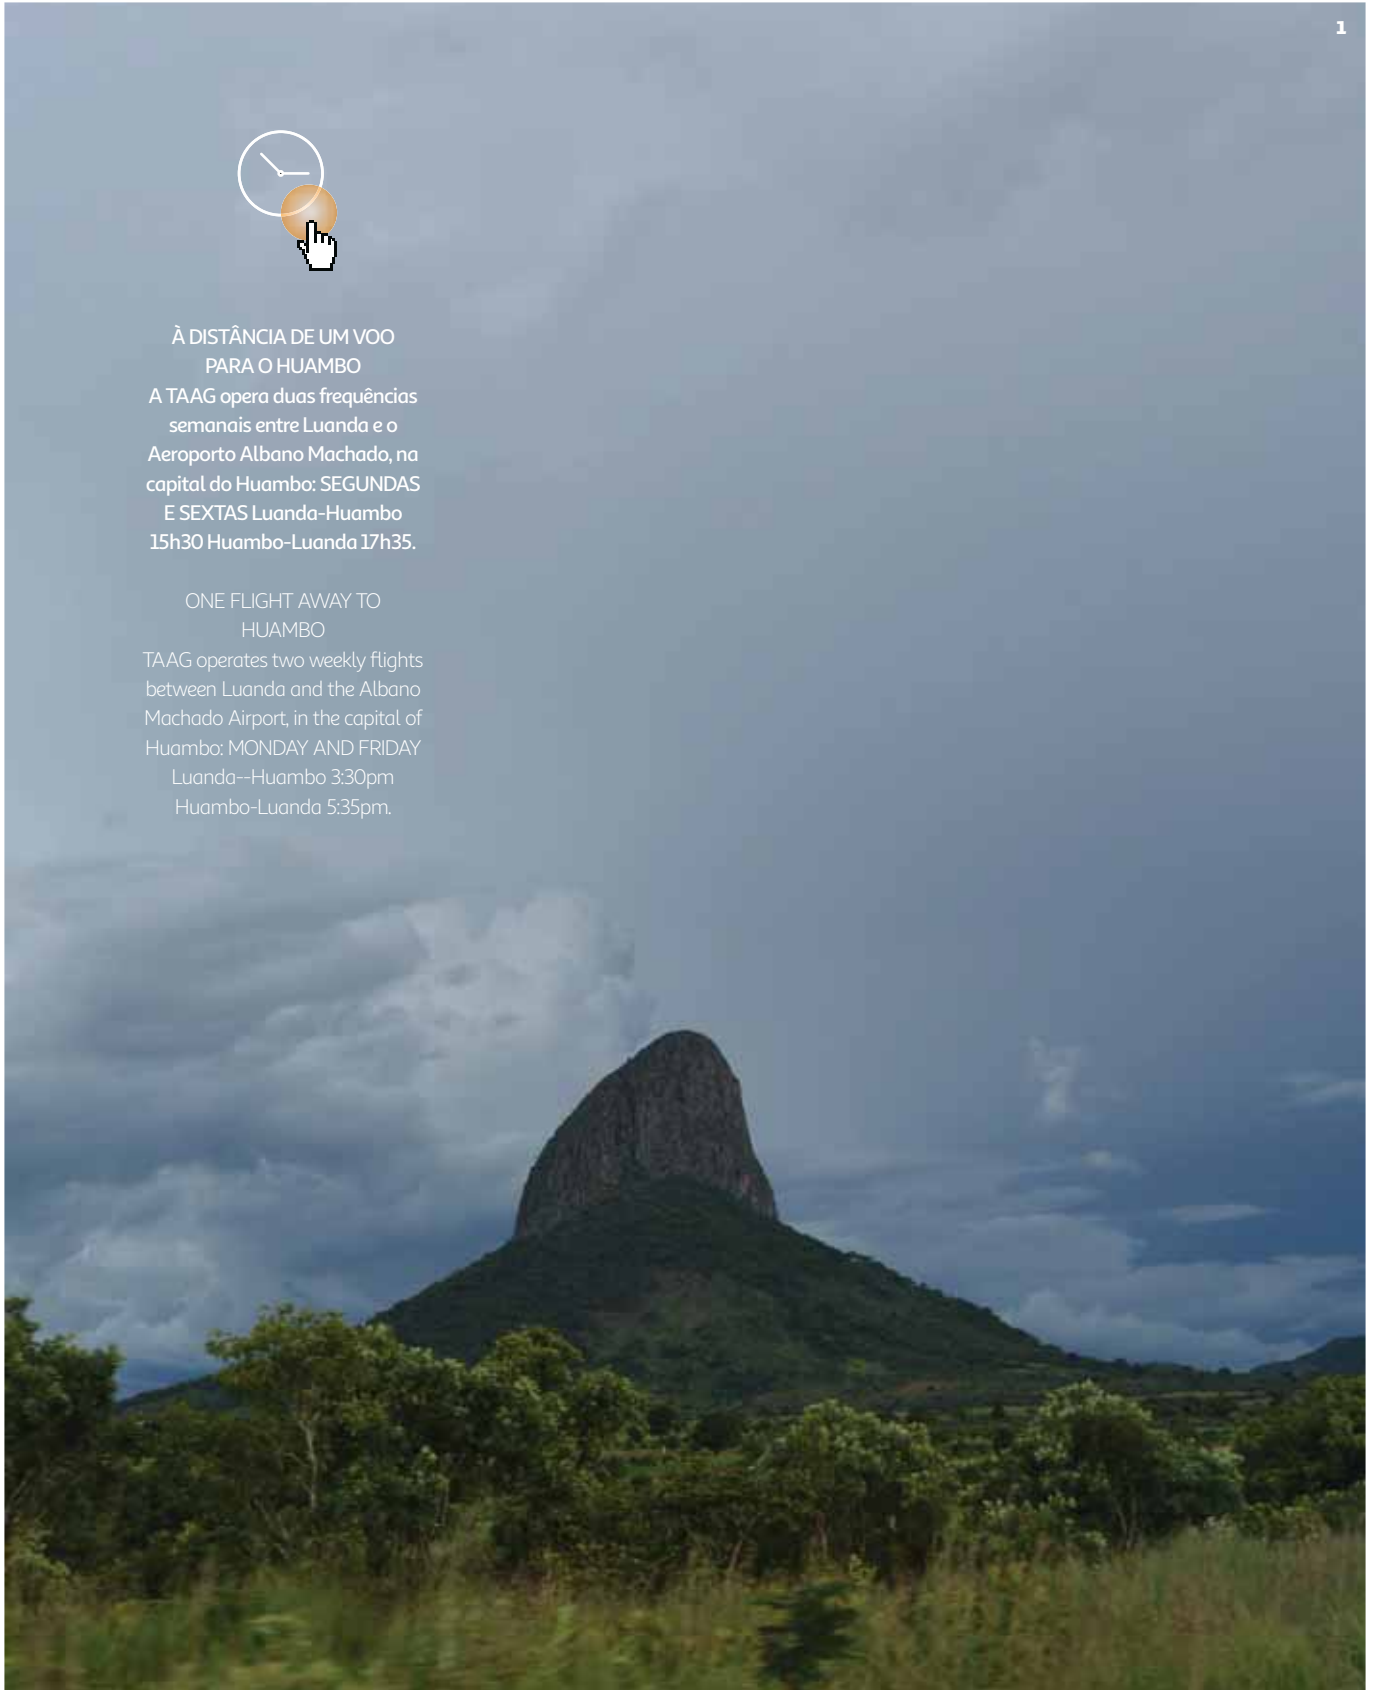 1
À DISTÂNCIA DE UM VOO
PARA O HUAMBO
A TAAG opera duas frequências
semanais entre Luanda e o
Aeroporto Albano Machado, na
capital do Huambo: SEGUNDAS
E SEXTAS Luanda-Huambo
15h30 Huambo-Luanda 17h35.
ONE FLIGHT AWAY TO
HUAMBO
TAAG operates two weekly flights
between Luanda and the Albano
Machado Airport, in the capital of
Huambo: MONDAY AND FRIDAY
Luanda--Huambo 3:30pm
Huambo-Luanda 5:35pm.